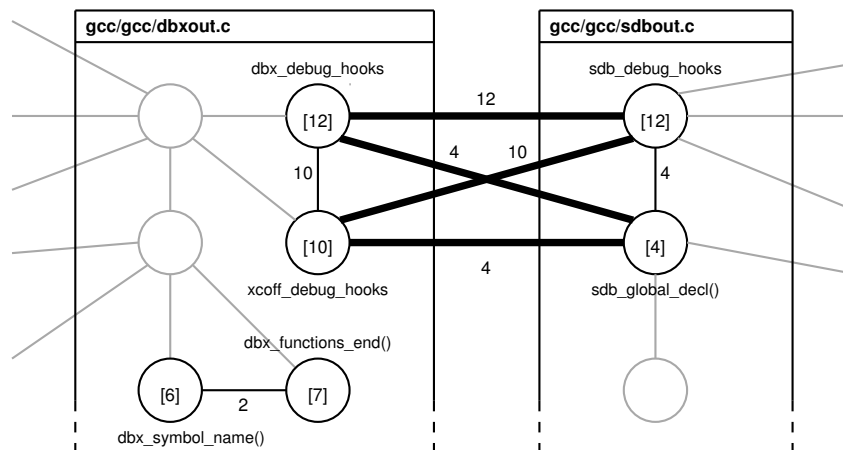 gcc/gcc/dbxout.c
gcc/gcc/sdbout.c
dbx_debug_hooks
sdb_debug_hooks
12
[12]
[12]
4
10
10
4
[10]
[4]
4
xcoff_debug_hooks
sdb_global_decl()
dbx_functions_end()
[6]
[7]
2
dbx_symbol_name()